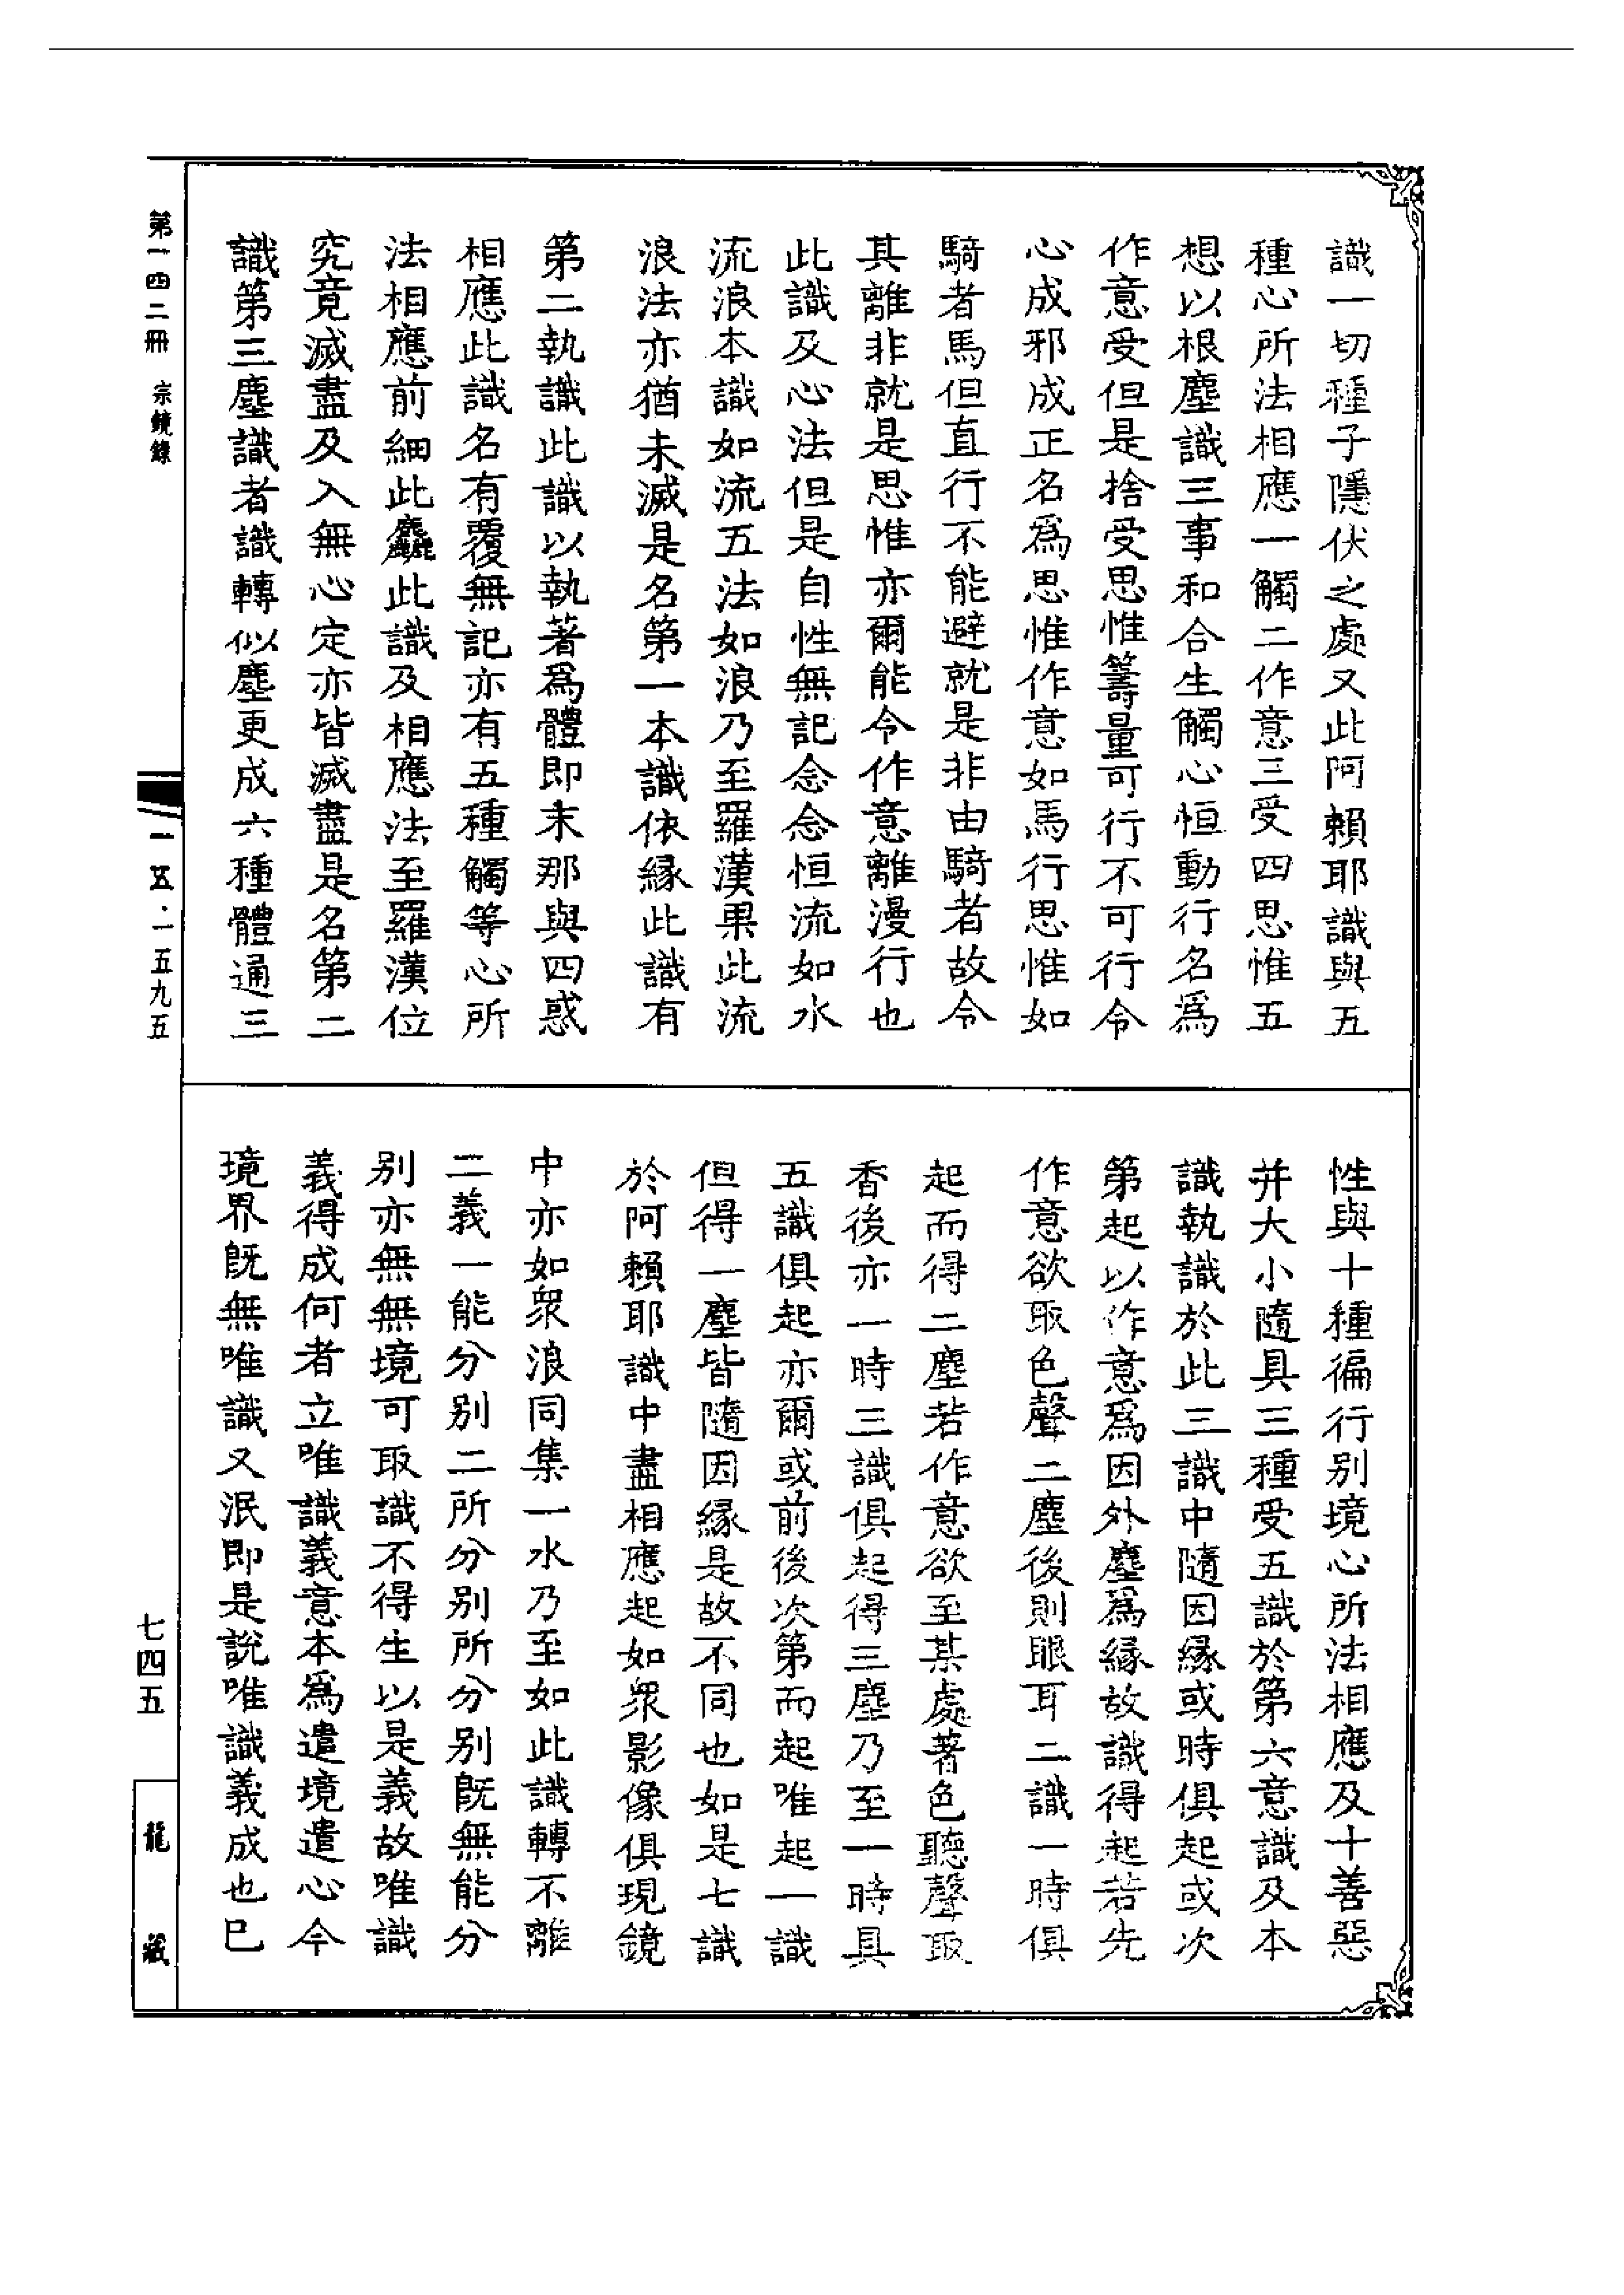 識一切種子隱伏之處又此阿賴耶識與五
種心所法相應一觸二作意三受四思惟五
想以根塵識三事和合生觸心恒動行名爲
作意受但是捨受思惟籌量可行不可行令
心成邪成正名爲思惟作意如馬行思惟如
騎者馬但直行不能避就是非由騎者故令
其離非就是思惟亦爾能令作意離漫行也
此識及心法但是自性無記念念恒流如水
流浪本識如流五法如浪乃至羅漢果此流
浪法亦猶未滅是名第一本識依緣此識有
第二執識此識以執著爲體即末那與四惑
相應此識名有覆無記亦有五種觸等心所
法相應前細此麤此識及相應法至羅漢位
究竟滅盡及入無心定亦皆滅盡是名第二
識第三塵識者識轉似塵更成六種體通三
性與十種徧行別境心所法相應及十善惡
并大小隨具三種受五識於第六意識及本
識執識於此三識中隨因緣或時俱起或次
第起以作意爲因外塵爲緣故識得起若先
作意欲取色聲二塵後則眼耳二識一時俱
起而得二塵若作意欲至某處著色聽聲取
香後亦一時三識俱起得三塵乃至一時具
五識俱起亦爾或前後次第而起唯起一識
但得一塵皆隨因緣是故不同也如是七識
於阿賴耶識中盡相應起如衆影像俱現鏡
中亦如衆浪同集一水乃至如此識轉不離
二義一能分別二所分別所分別既無能分
別亦無無境可取識不得生以是義故唯識
義得成何者立唯識義意本爲遣境遣心今
境界既無唯識又泯即是說唯識義成也巳
第一四二冊 宗鏡錄
一五五·一五九五
七四五
龍藏